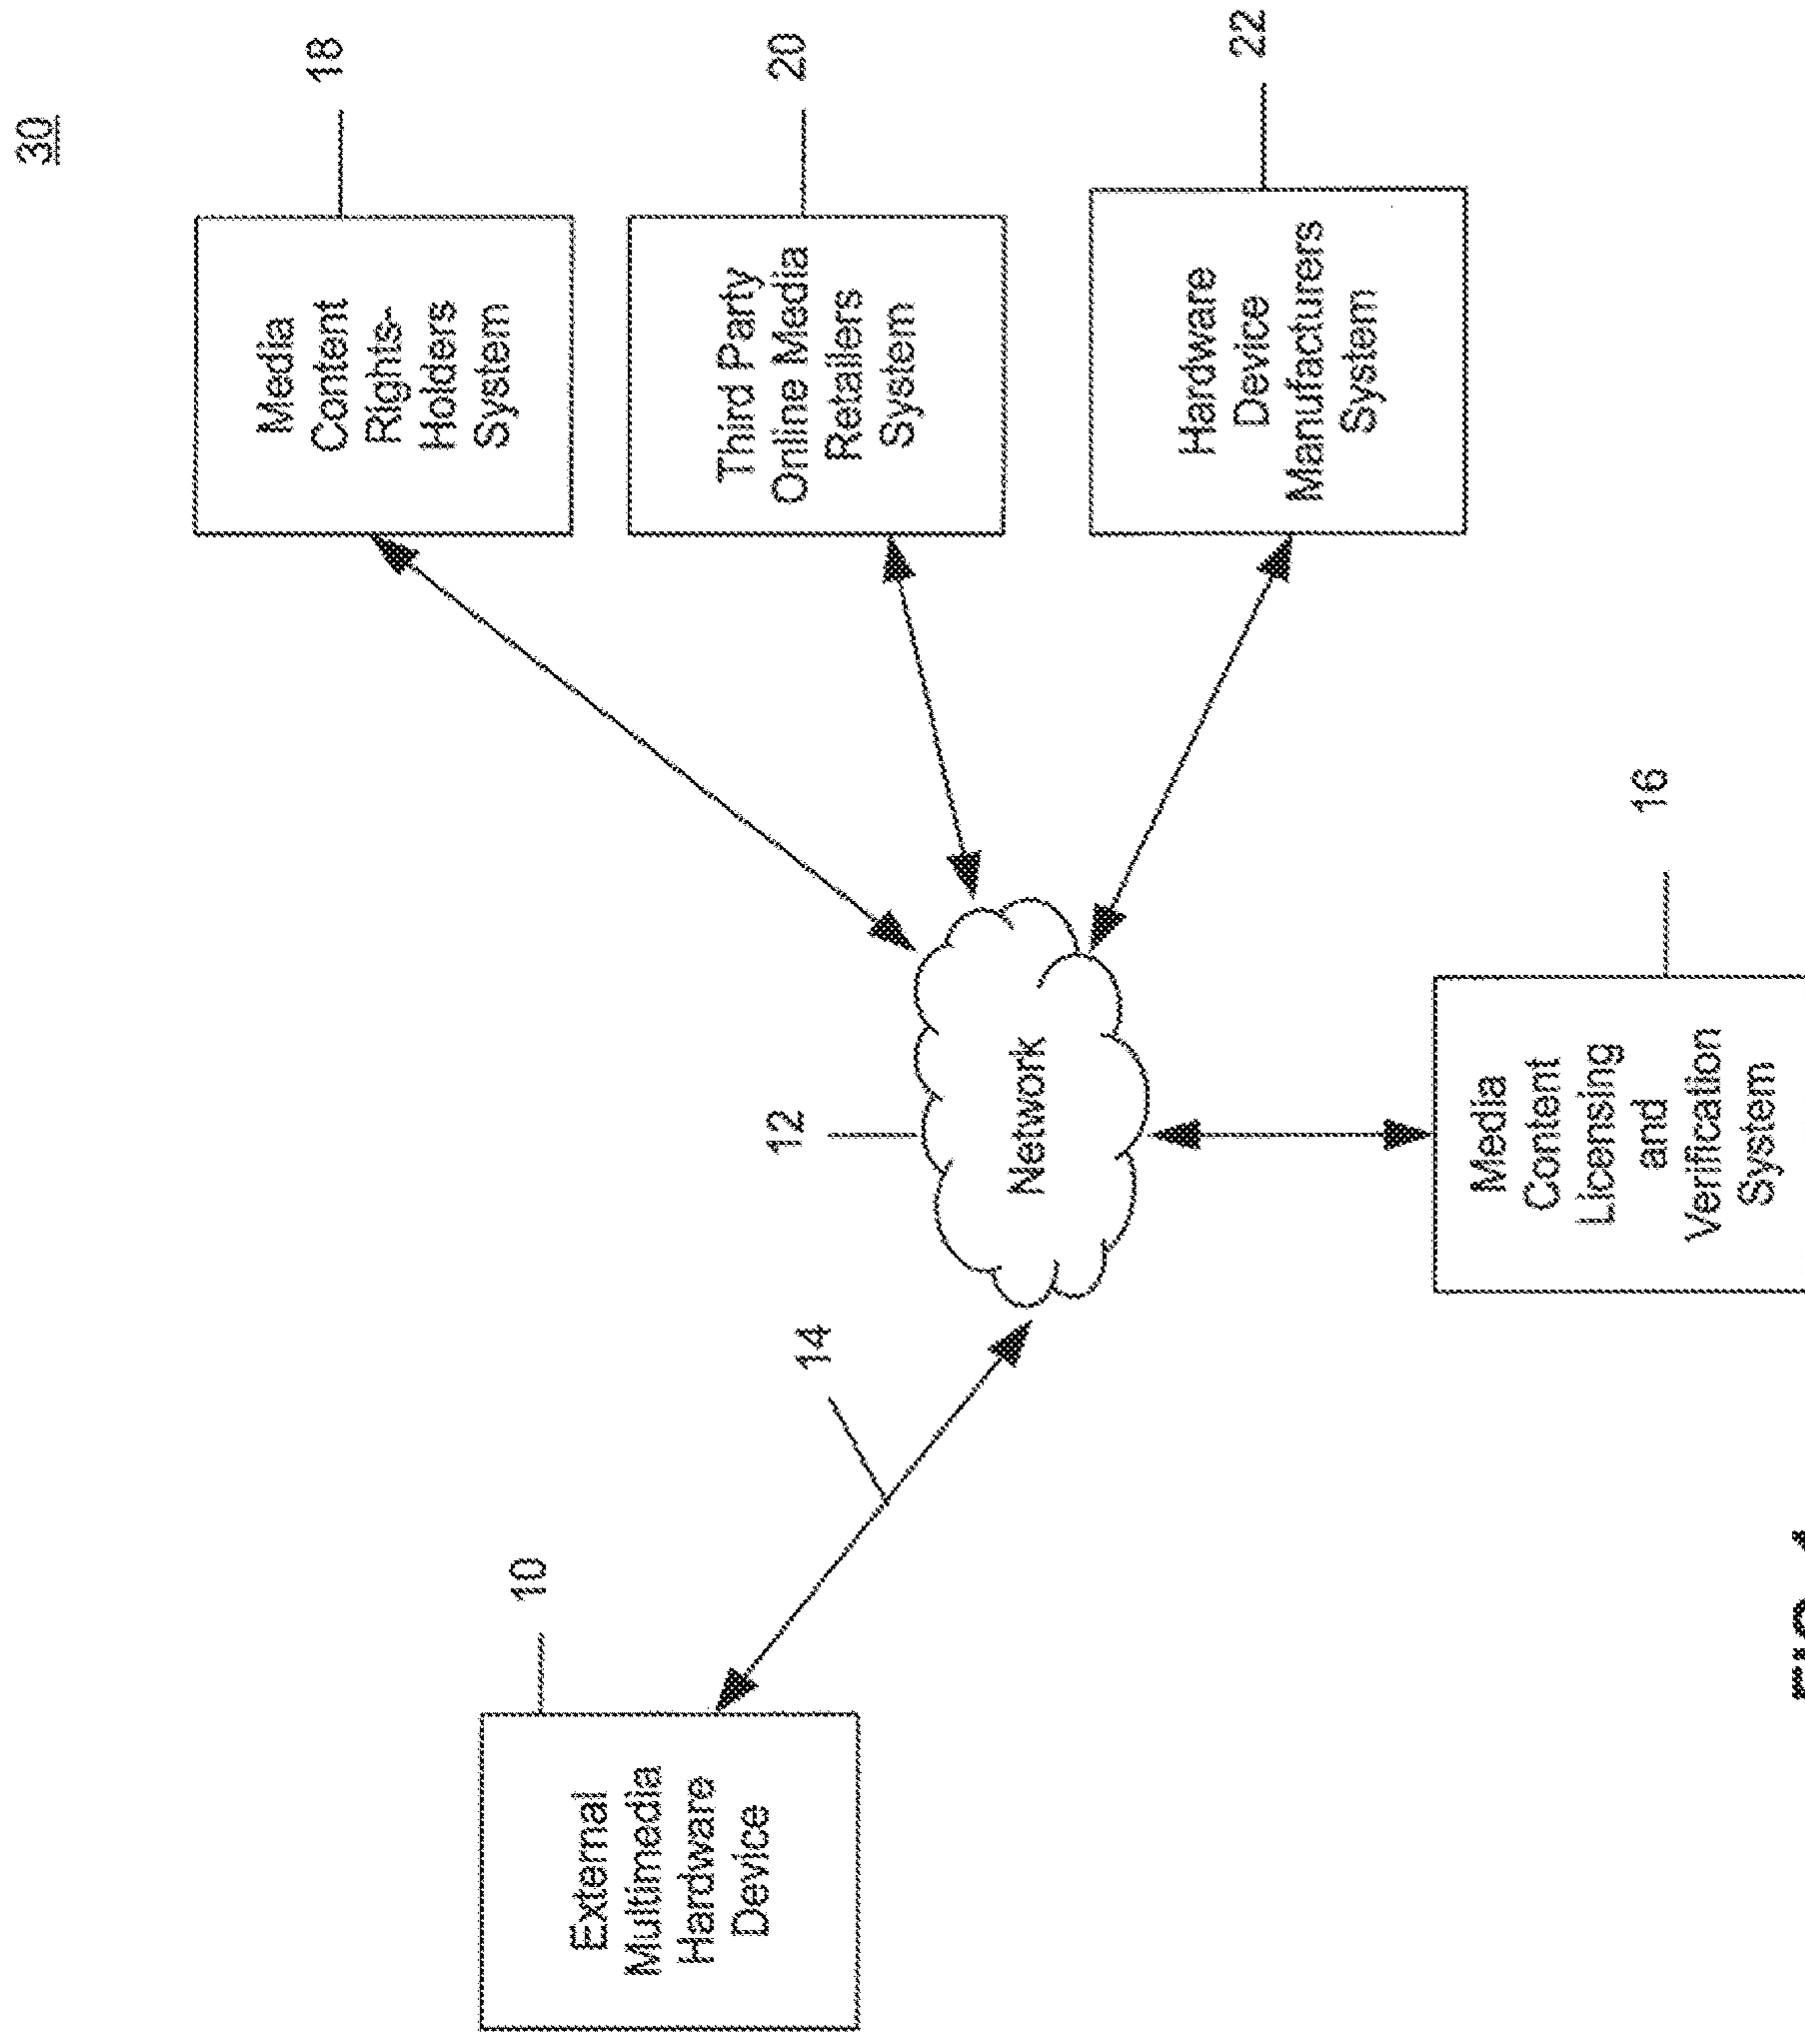 30
18
Media
Content
Rights-
Holders
System
10
External
Multimedia
Hardware
Device
14
12
Network
20
Third Party
Online Media
Retailers
System
22
Hardware
Device
Manufacturers
System
16
Media
Content
Licensing
and
Verification
System